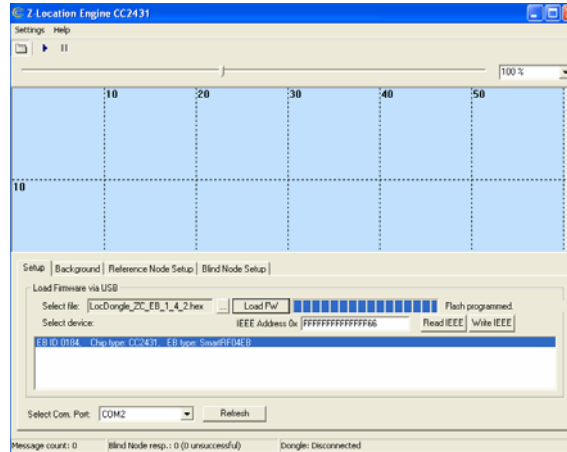 Z Location Engine CC2431
Settings Help
100 %
10 20 30 40 50
10
Setup Background Reference Node Setup Blind Node Setup
Load Firmware via USB
Select file: LocDongle_ZC_EB_1_4_2.hex ... Load FW Flash programmed.
Select device: IEEE Address 0x FFFFFFFFFFFFFF66 Read IEEE Write IEEE
EB ID 0184, Chip type: CC2431, EB type: SmartRF04EB
Select Com. Port: COM2 Refresh
Message count: 0 Blind Node resp.: 0 (0 unsuccessful) Dongle: Disconnected